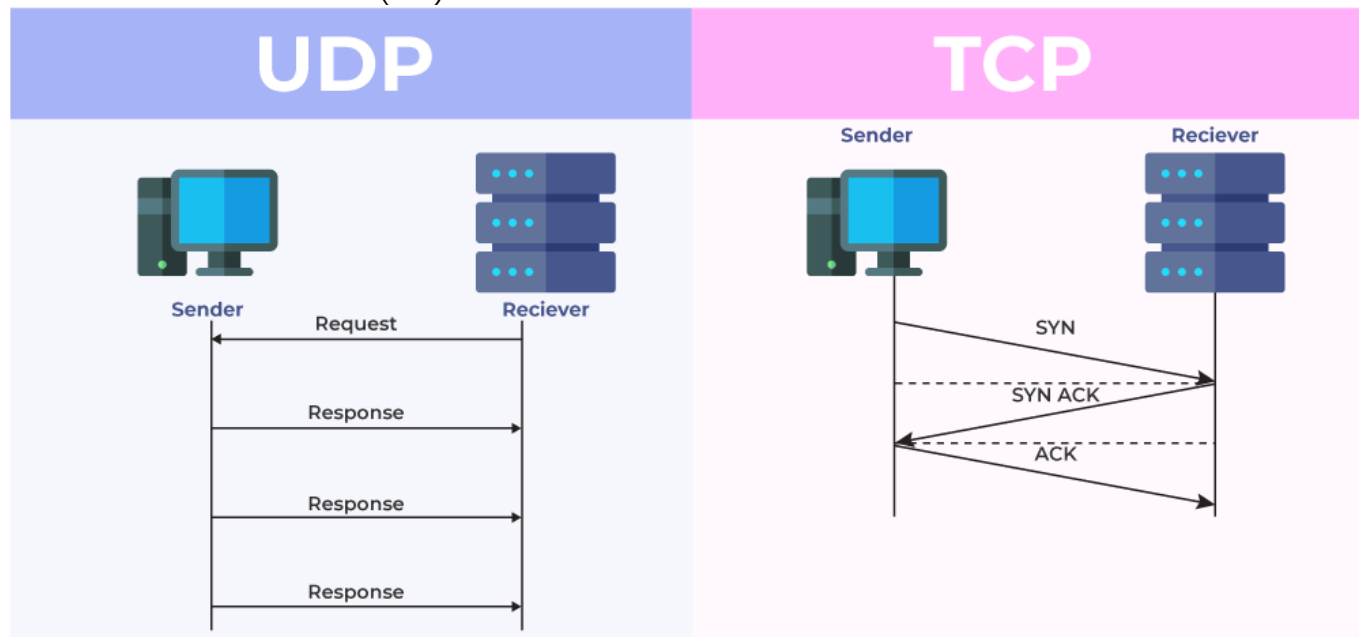 UDP
TCP
Sender
Reciever
Request
Response
Response
Response
Sender
Reciever
SYN
SYN ACK
ACK